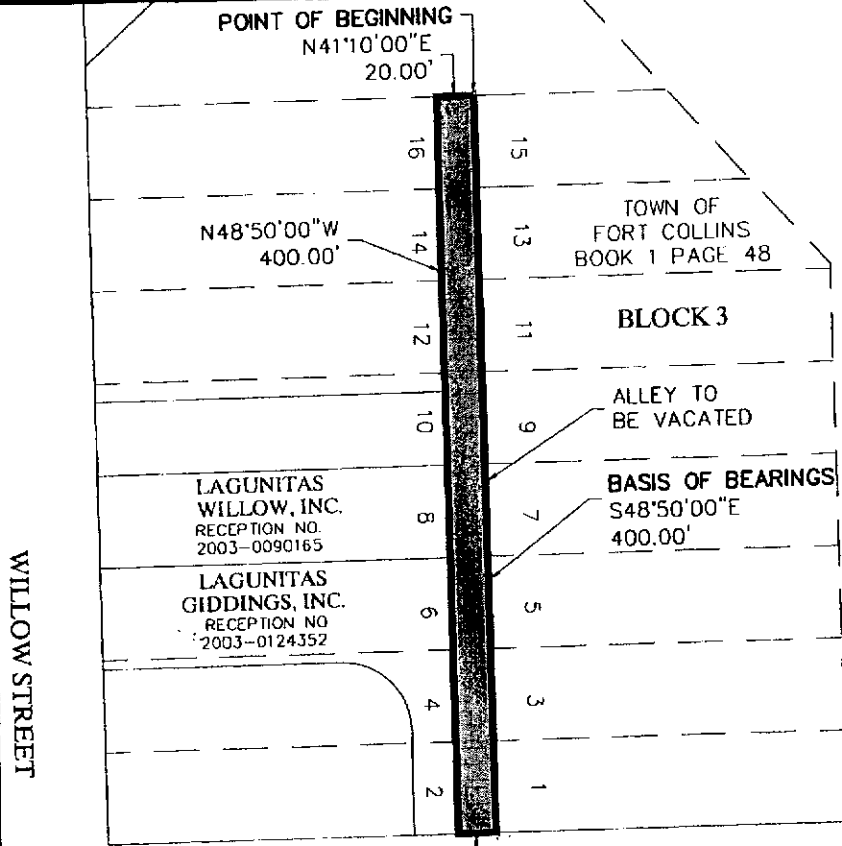 POINT OF BEGINNING
N41°10'00"E
20.00'
16
15
N48°50'00"W
400.00'
14
13
TOWN OF
FORT COLLINS
BOOK 1 PAGE 48
12
11
BLOCK 3
10
9
ALLEY TO
BE VACATED
LAGUNITAS
WILLOW, INC.
RECEPTION NO.
2003-0090165
8
7
BASIS OF BEARINGS
S48°50'00"E
400.00'
LAGUNITAS
GIDDINGS, INC.
RECEPTION NO
2003-0124352
6
5
4
3
2
1
WILLOW STREET